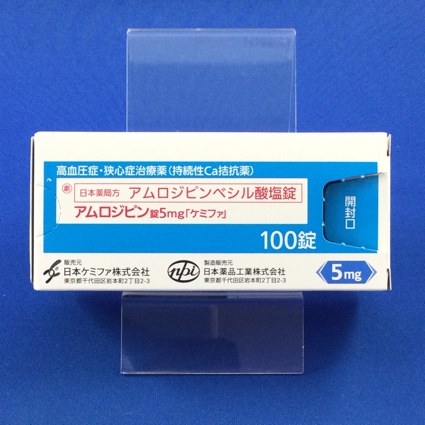 高血圧症・狭心症治療薬(持続性Ca拮抗薬)
劇 日本薬局方 アムロジピンベシル酸塩錠
アムロジピン錠5mg「ケミファ」
100錠
開封口
販売元
日本ケミファ株式会社
東京都千代田区岩本町2丁目2-3
npi
製造販売元
日本薬品工業株式会社
東京都千代田区岩本町2丁目2-3
5mg